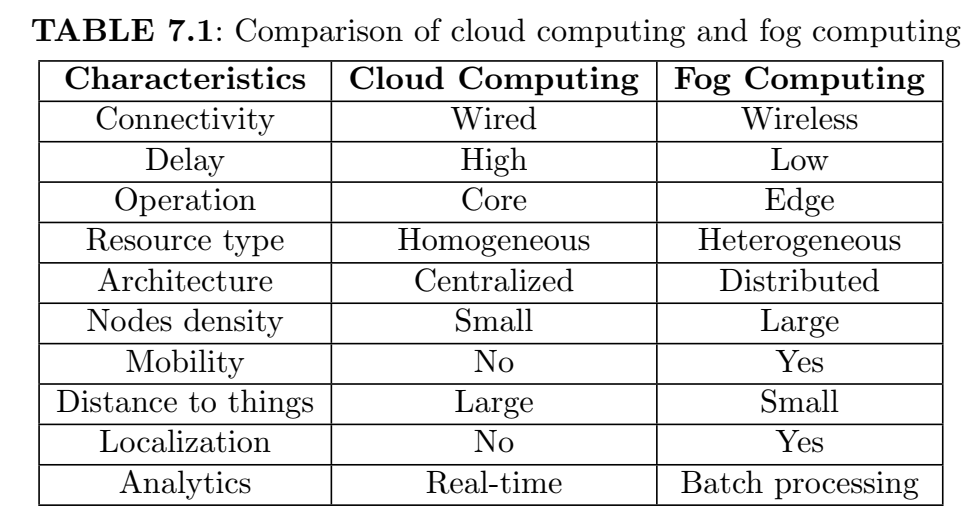 TABLE 7.1: Comparison of cloud computing and fog computing
Characteristics Cloud Computing Fog Computing
Connectivity Wired Wireless
Delay High Low
Operation Core Edge
Resource type Homogeneous Heterogeneous
Architecture Centralized Distributed
Nodes density Small Large
Mobility No Yes
Distance to things Large Small
Localization No Yes
Analytics Real-time Batch processing